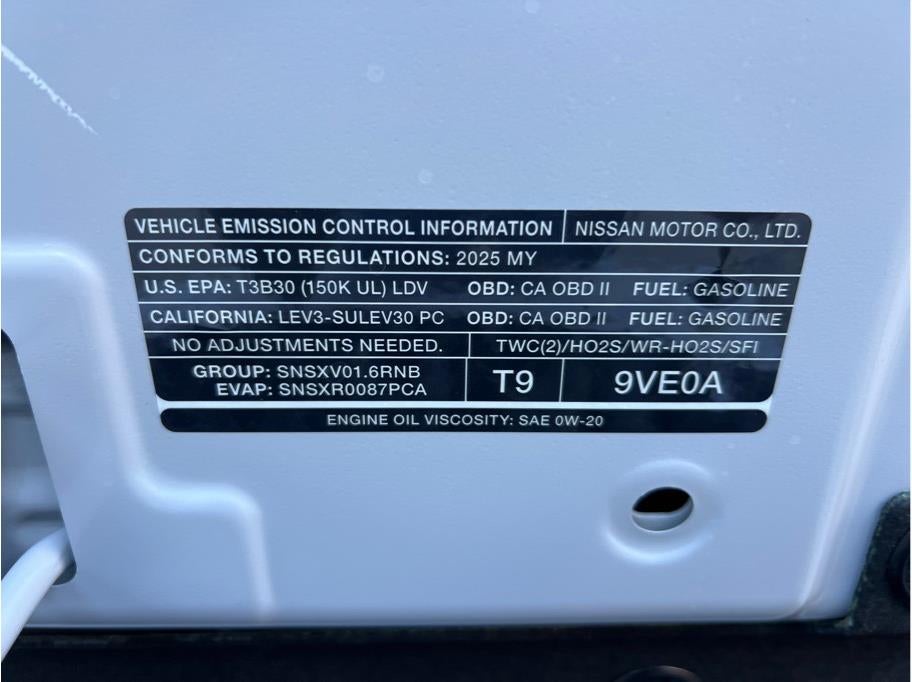 VEHICLE EMISSION CONTROL INFORMATION NISSAN MOTOR CO., LTD.
CONFORMS TO REGULATIONS: 2025 MY
U.S. EPA: T3B30 (150K UL) LDV OBD: CA OBD II FUEL: GASOLINE
CALIFORNIA: LEV3-SULEV30 PC OBD: CA OBD II FUEL: GASOLINE
NO ADJUSTMENTS NEEDED. TWC(2)/HO2S/WR-HO2S/SFI
GROUP: SNSXV01.6RNB
EVAP: SNSXR0087PCA
T9 9VE0A
ENGINE OIL VISCOSITY: SAE 0W-20